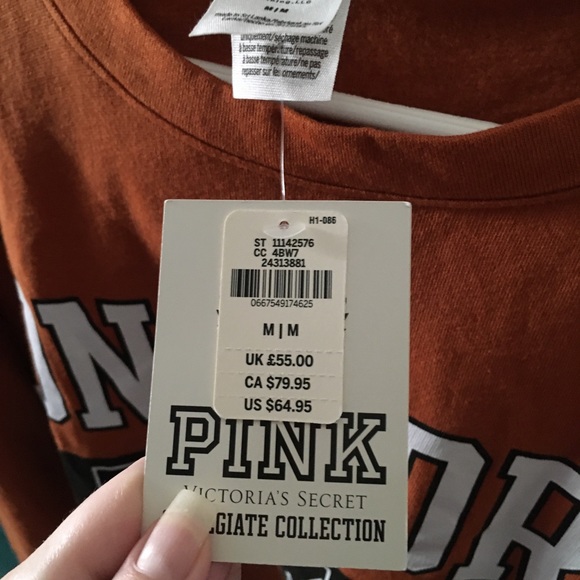 M|M
uniquement/séchage machine
à basse température/repassage
à basse température/ne pas
repasser sur les ornements/
H1-086
ST 11142576
CC 4BW7
24313881
0667549174625
M | M
UK £55.00
CA $79.95
US $64.95
PINK
VICTORIA'S SECRET
COLLECTION